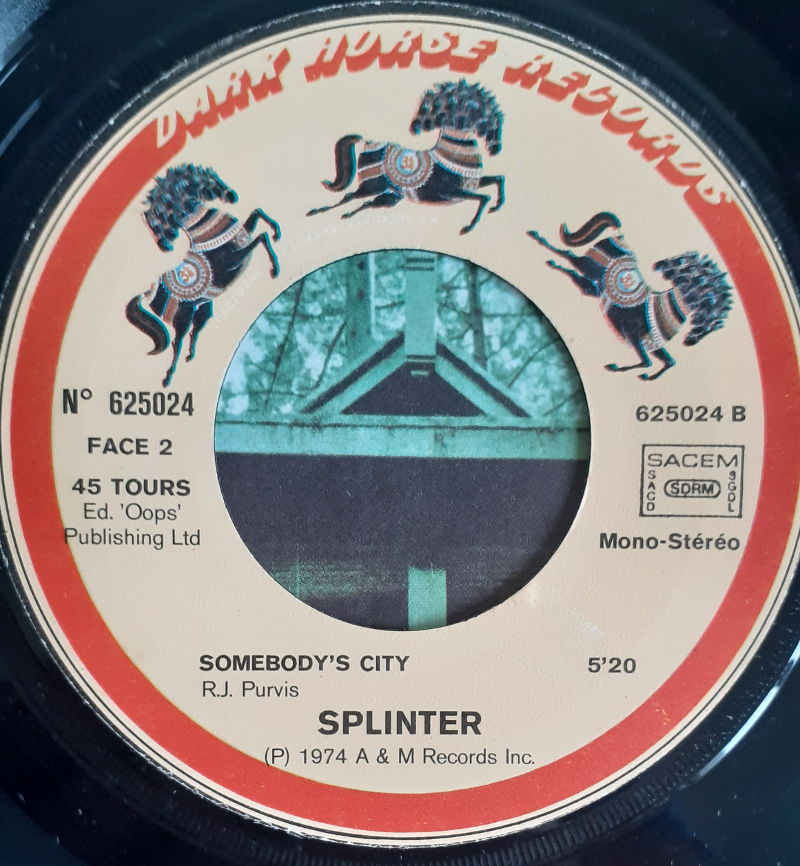 DARK HORSE RECORDS
N° 625024
FACE 2
45 TOURS
Ed. 'Oops'
Publishing Ltd
625024 B
SACEM
SACD
SDRM
SGDL
Mono-Stéréo
SOMEBODY'S CITY 5'20
R.J. Purvis
SPLINTER
(P) 1974 A & M Records Inc.